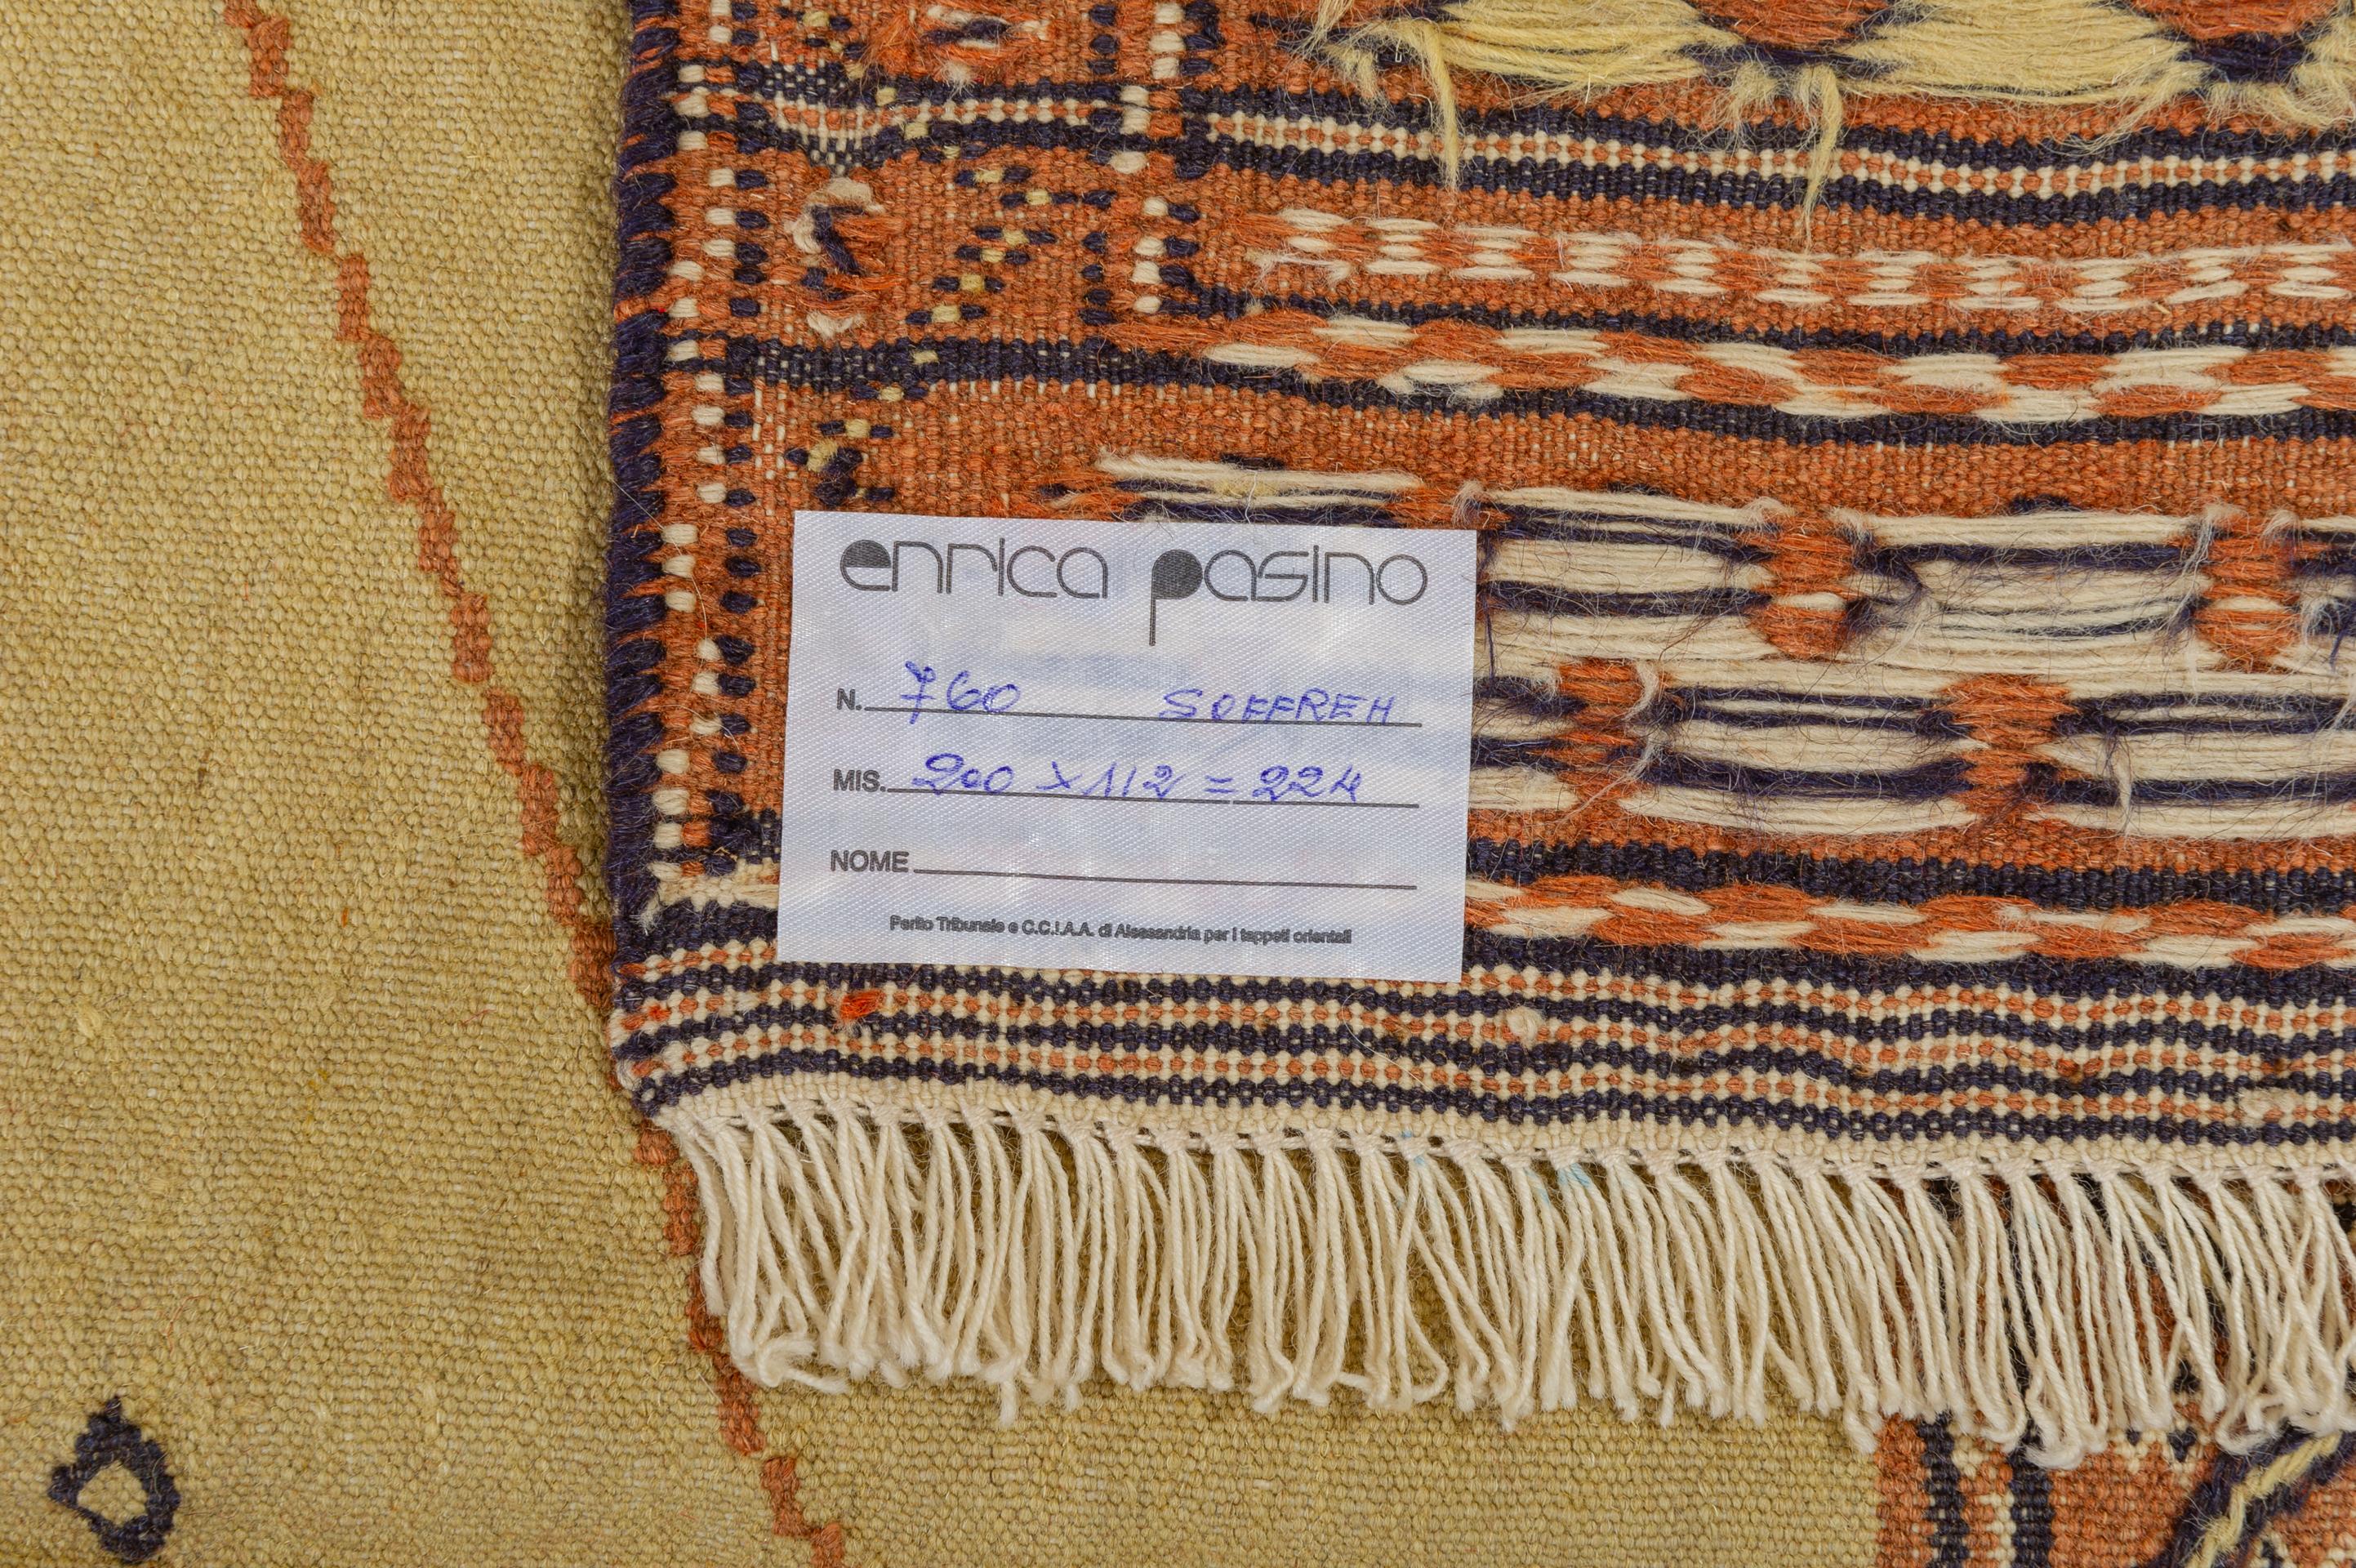 enrica pasino
N. 760 SOFFREH
MIS. 200 x 112 = 224
NOME
Perito Tribunale e C.C.I.A.A. di Alessandria per i tappeti orientali